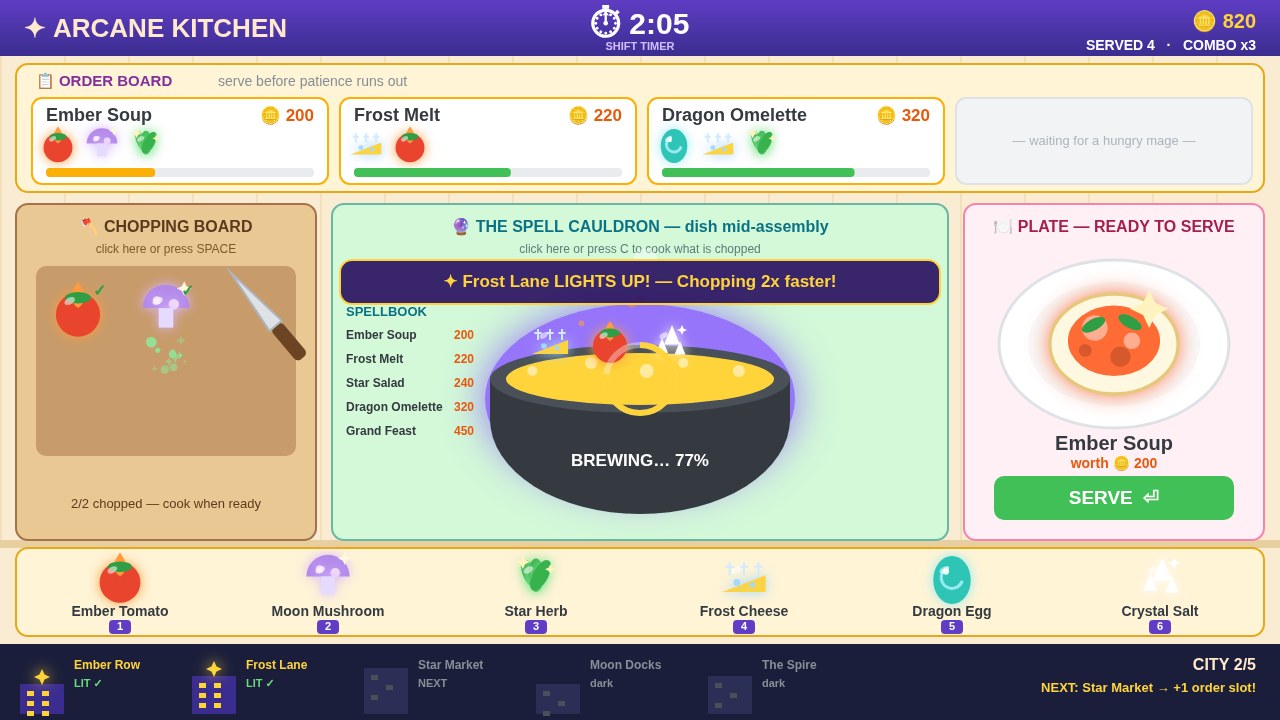 ✦ ARCANE KITCHEN
2:05
SHIFT TIMER
820
SERVED 4 · COMBO x3
ORDER BOARD
serve before patience runs out
Ember Soup
200
Frost Melt
220
Dragon Omelette
320
— waiting for a hungry mage —
CHOPPING BOARD
click here or press SPACE
✓
✓
2/2 chopped — cook when ready
THE SPELL CAULDRON — dish mid-assembly
click here or press C to cook what is chopped
✦ Frost Lane LIGHTS UP! — Chopping 2x faster!
SPELLBOOK
Ember Soup 200
Frost Melt 220
Star Salad 240
Dragon Omelette 320
Grand Feast 450
BREWING… 77%
PLATE — READY TO SERVE
Ember Soup
worth 200
SERVE ⏎
Ember Tomato
1
Moon Mushroom
2
Star Herb
3
Frost Cheese
4
Dragon Egg
5
Crystal Salt
6
Ember Row
LIT ✓
Frost Lane
LIT ✓
Star Market
NEXT
Moon Docks
dark
The Spire
dark
CITY 2/5
NEXT: Star Market → +1 order slot!